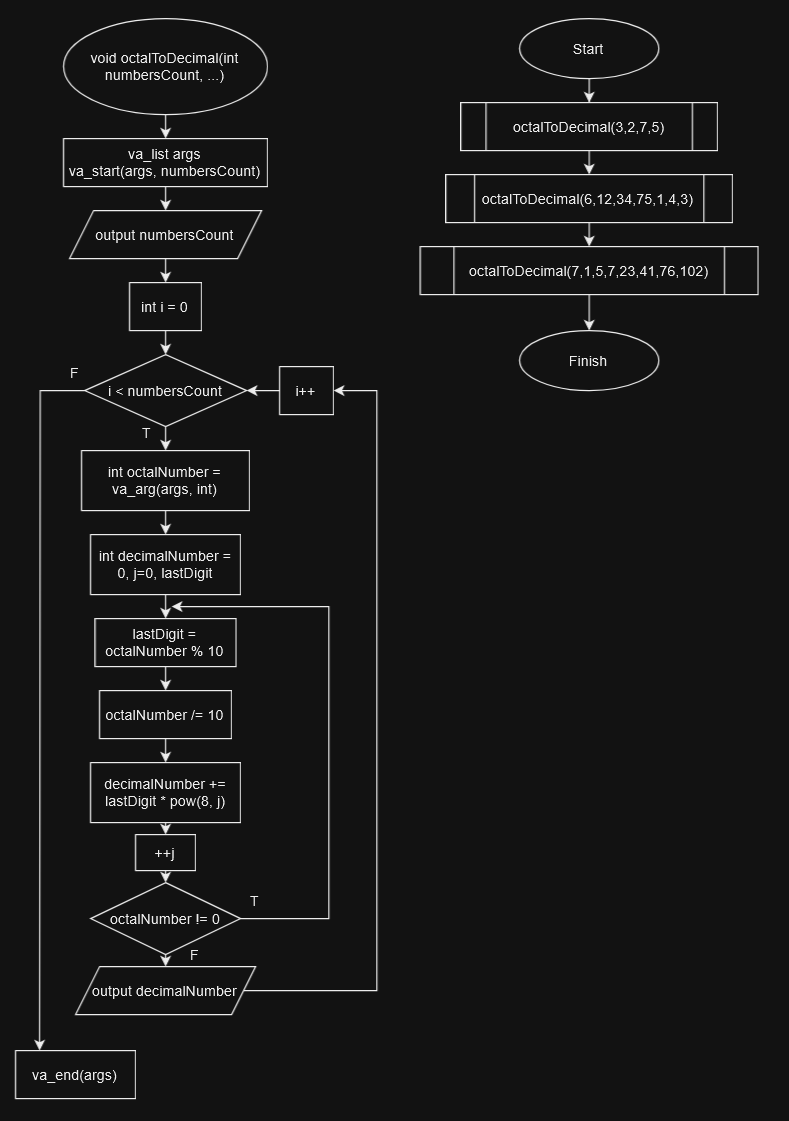 void octalToDecimal(int
numbersCount, ...)
va_list args
va_start(args, numbersCount)
output numbersCount
int i = 0
F
i < numbersCount
i++
T
int octalNumber =
va_arg(args, int)
int decimalNumber =
0, j=0, lastDigit
lastDigit =
octalNumber % 10
octalNumber /= 10
decimalNumber +=
lastDigit * pow(8, j)
++j
T
octalNumber != 0
F
output decimalNumber
va_end(args)
Start
octalToDecimal(3,2,7,5)
octalToDecimal(6,12,34,75,1,4,3)
octalToDecimal(7,1,5,7,23,41,76,102)
Finish